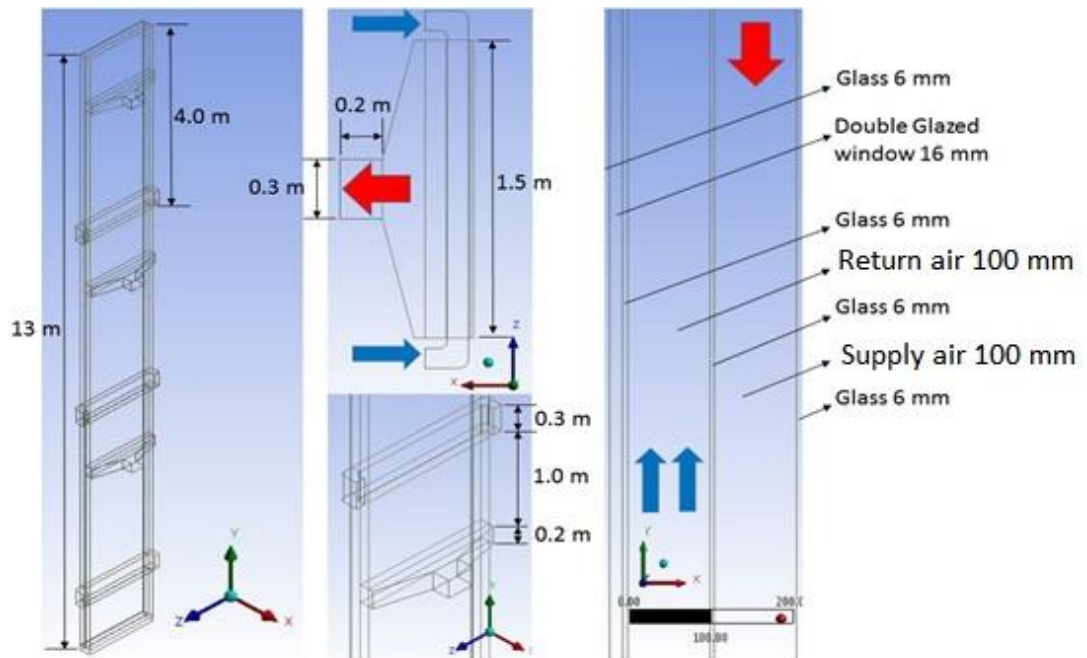 4.0 m
13 m
Y
Z
X
0.2 m
0.3 m
1.5 m
Z
X
0.3 m
1.0 m
0.2 m
Y
Z
Glass 6 mm
Double Glazed
window 16 mm
Glass 6 mm
Return air 100 mm
Glass 6 mm
Supply air 100 mm
Glass 6 mm
Y
X
0.00
200.0
100.00